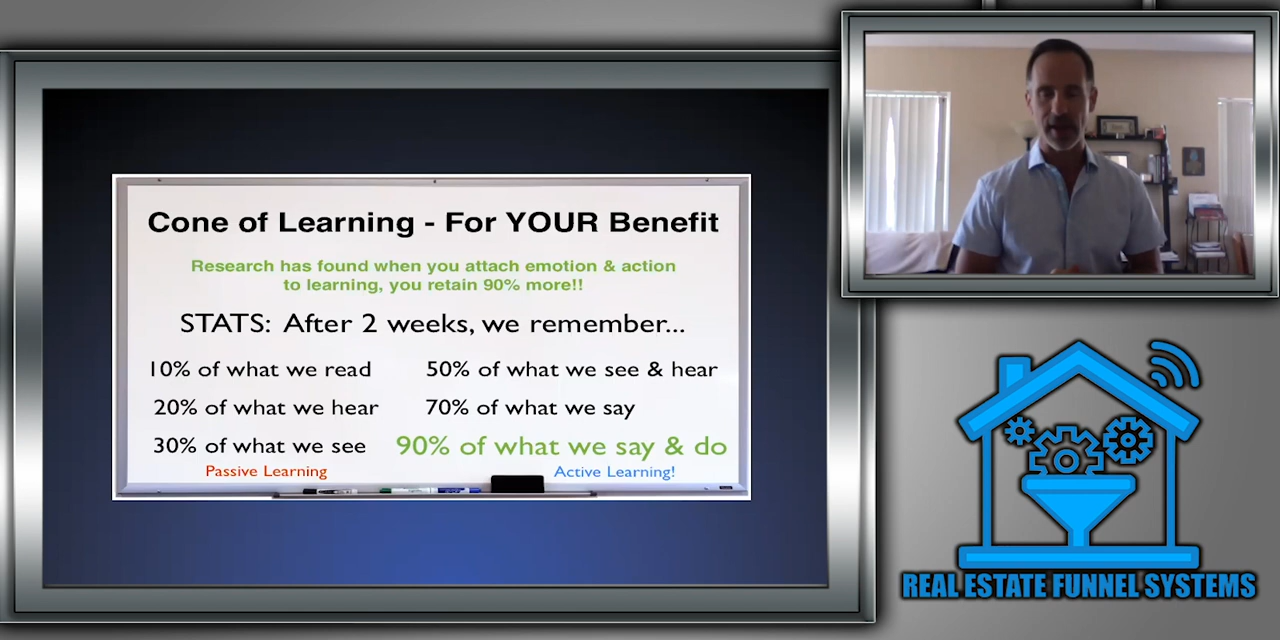 Cone of Learning - For YOUR Benefit
Research has found when you attach emotion & action
to learning, you retain 90% more!!
STATS: After 2 weeks, we remember...
10% of what we read
20% of what we hear
30% of what we see
Passive Learning
50% of what we see & hear
70% of what we say
90% of what we say & do
Active Learning!
REAL ESTATE FUNNEL SYSTEMS